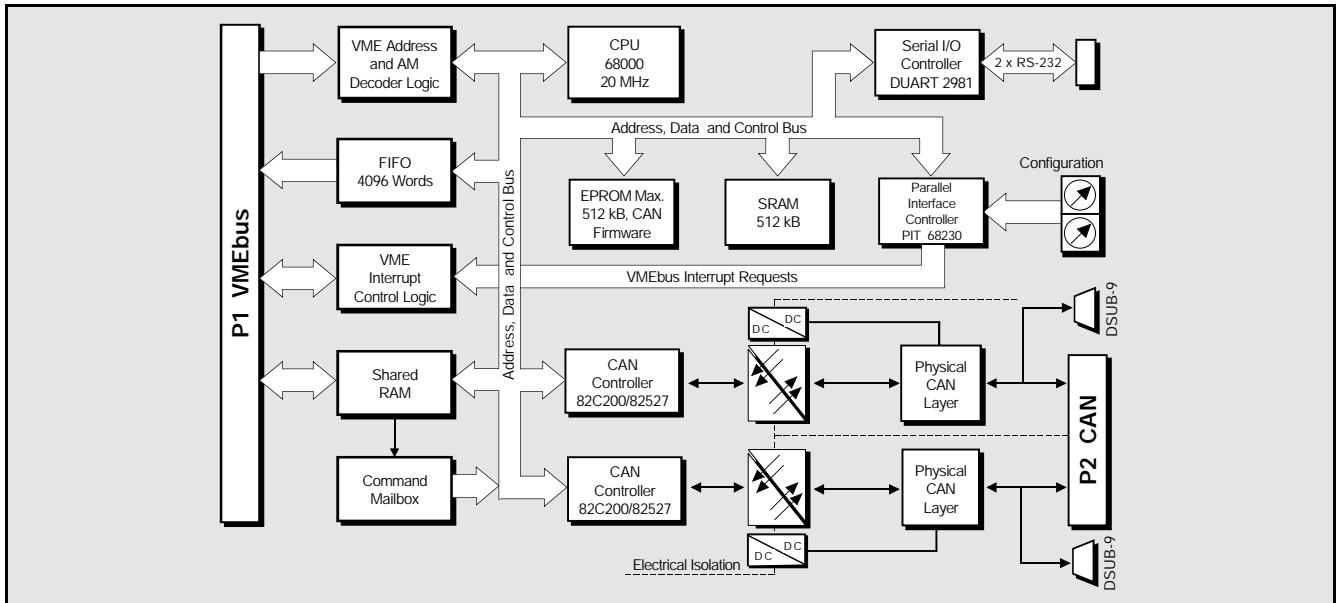 P1 VMEbus
VME Address
and AM
Decoder Logic
CPU
68000
20 MHz
Serial I/O
Controller
DUART 2981
2 x RS-232
Address, Data and Control Bus
FIFO
4096 Words
EPROM Max.
512 kB, CAN
Firmware
SRAM
512 kB
Parallel
Interface
Controller
PIT 68230
Configuration
Address, Data and Control Bus
VME
Interrupt
Control Logic
VMEbus Interrupt Requests
DC
DC
DSUB-9
Shared
RAM
CAN
Controller
82C200/82527
Physical
CAN
Layer
P2 CAN
Command
Mailbox
CAN
Controller
82C200/82527
Physical
CAN
Layer
DC
DC
Electrical Isolation
DSUB-9